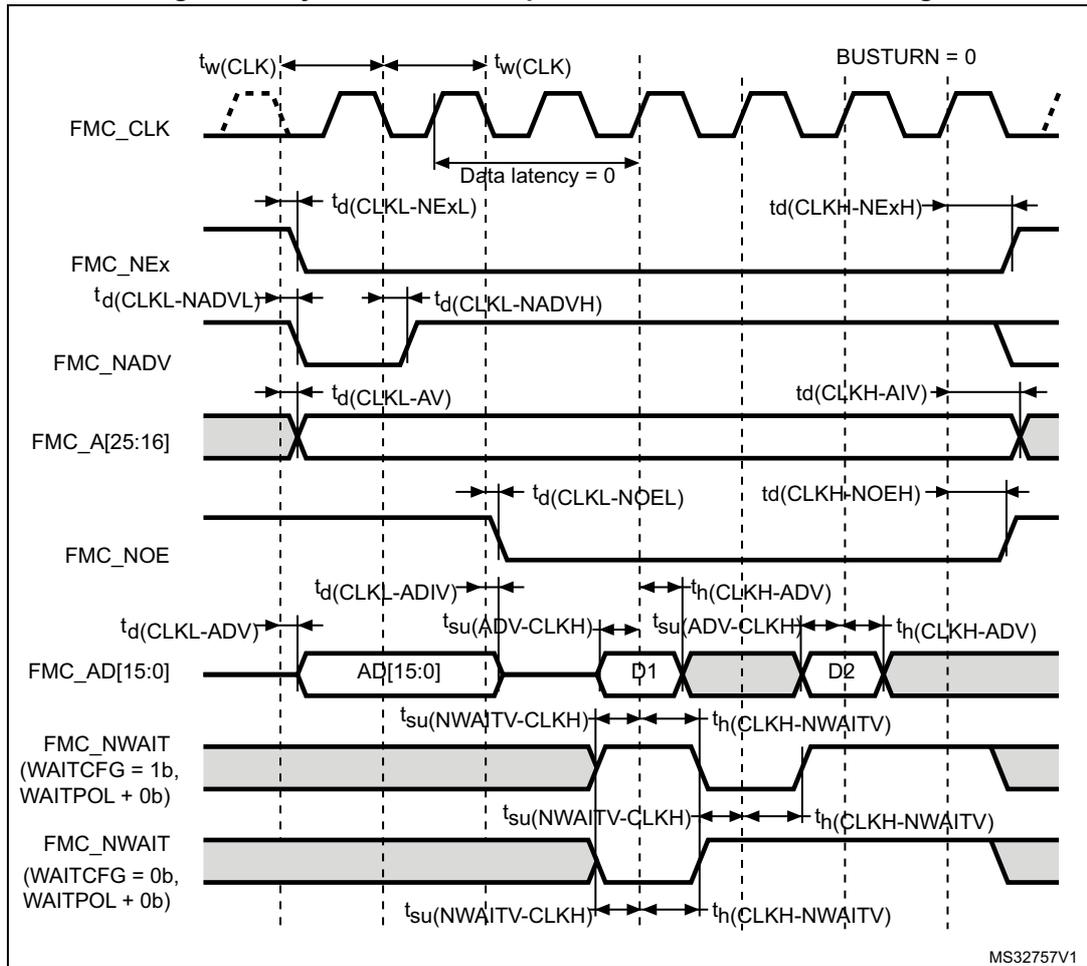 tw(CLK) tw(CLK) BUSTURN = 0
FMC_CLK
Data latency = 0
td(CLKL-NExL) td(CLKH-NExH)
FMC_NEx
td(CLKL-NADVL) td(CLKL-NADVH)
FMC_NADV
td(CLKL-AV) td(CLKH-AIV)
FMC_A[25:16]
td(CLKL-NOEL) td(CLKH-NOEH)
FMC_NOE
td(CLKL-ADIV) th(CLKH-ADV)
td(CLKL-ADV) tsu(ADV-CLKH) tsu(ADV-CLKH) th(CLKH-ADV)
FMC_AD[15:0] AD[15:0] D1 D2
tsu(NWAITV-CLKH) th(CLKH-NWAITV)
FMC_NWAIT
(WAITCFG = 1b,
WAITPOL + 0b)
tsu(NWAITV-CLKH) th(CLKH-NWAITV)
FMC_NWAIT
(WAITCFG = 0b,
WAITPOL + 0b)
tsu(NWAITV-CLKH) th(CLKH-NWAITV)
MS32757V1